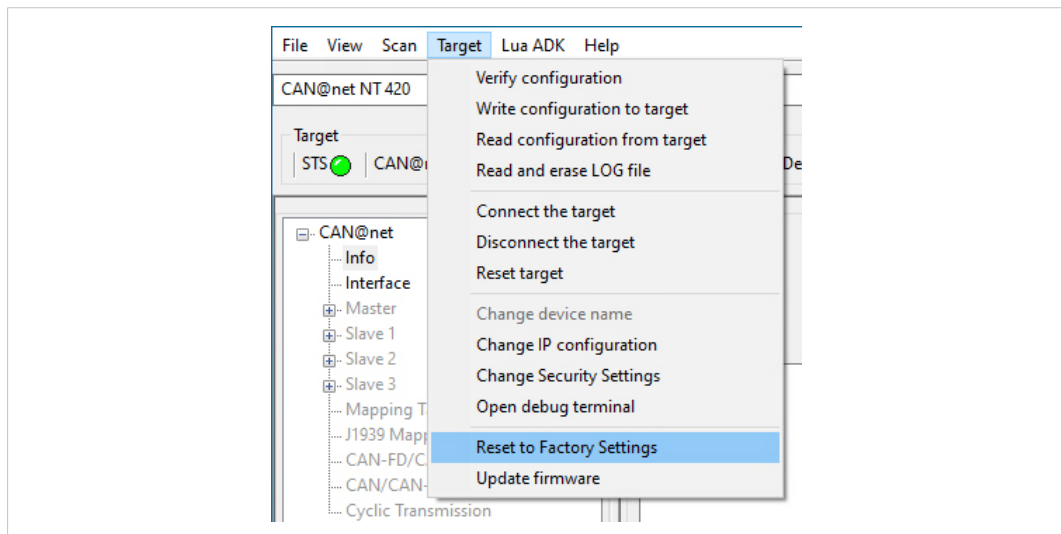 File View Scan Target Lua ADK Help
CAN@net NT 420
Target
STS CAN@
De
Verify configuration
Write configuration to target
Read configuration from target
Read and erase LOG file
Connect the target
Disconnect the target
Reset target
Change device name
Change IP configuration
Change Security Settings
Open debug terminal
Reset to Factory Settings
Update firmware
CAN@net
Info
Interface
Master
Slave 1
Slave 2
Slave 3
Mapping T
J1939 Mapp
CAN-FD/C
CAN/CAN-
Cyclic Transmission